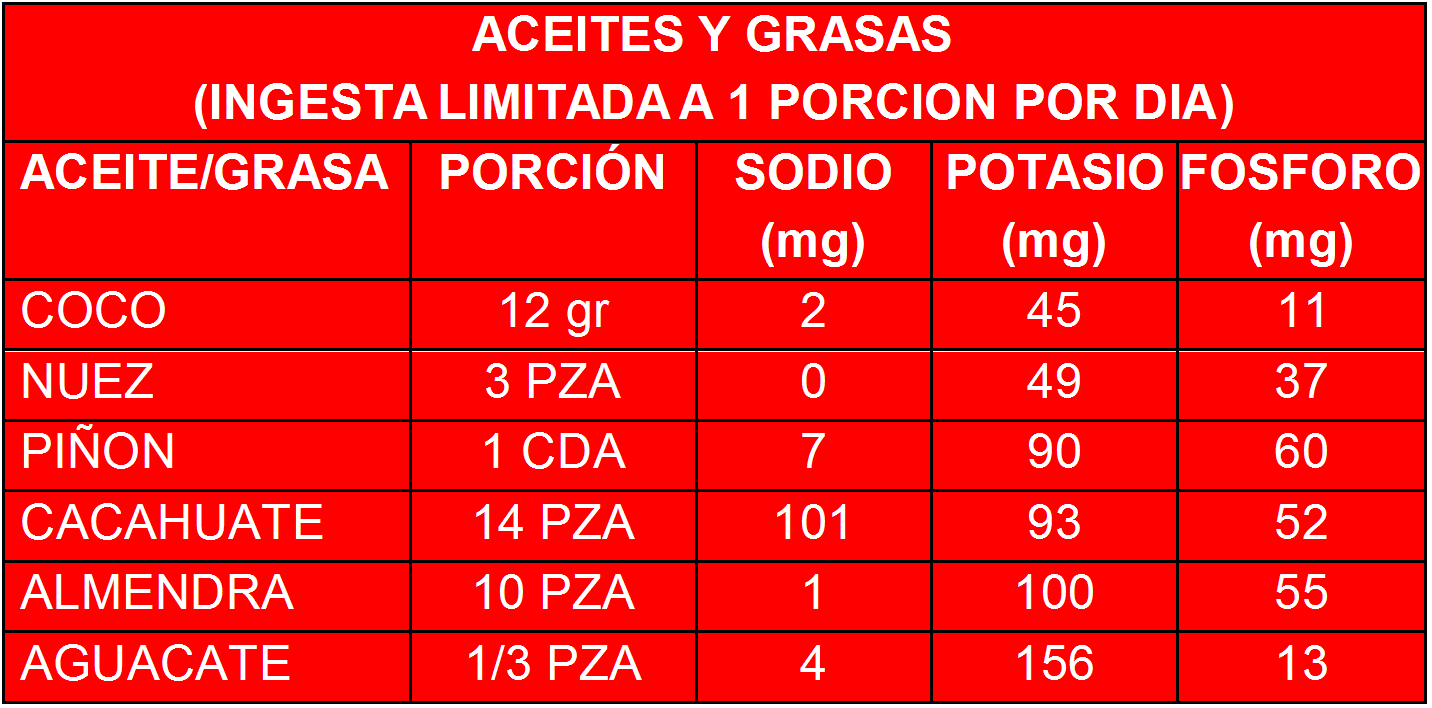 ACEITES Y GRASAS
(INGESTA LIMITADA A 1 PORCION POR DIA)
ACEITE/GRASA PORCIÓN SODIO (mg) POTASIO (mg) FOSFORO (mg)
COCO 12 gr 2 45 11
NUEZ 3 PZA 0 49 37
PIÑON 1 CDA 7 90 60
CACAHUATE 14 PZA 101 93 52
ALMENDRA 10 PZA 1 100 55
AGUACATE 1/3 PZA 4 156 13